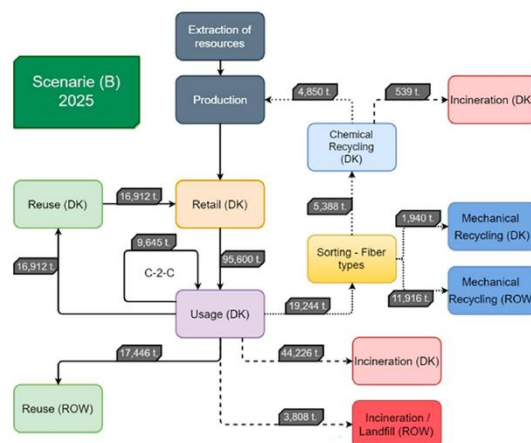 Extraction of
resources
Scenarie (B)
2025
Production
4,850 t.
539 t.
Incineration (DK
Chemical
Recycling
(DK)
16,912 t.
Reuse (DK)
Retail (DK)
5,388 t.
1,940 t.
Mechanical
Recycling
(DK)
9,645 t.
C-2-C
95,600 t.
Sorting - Fiber
types
16,912 t.
11,916 t.
Mechanical
Recycling (ROW)
Usage (DK)
19,244 t.
17,446 t.
44,226 t.
Incineration (DK)
Reuse (ROW)
3,808 t.
Incineration /
Landfill (ROW)